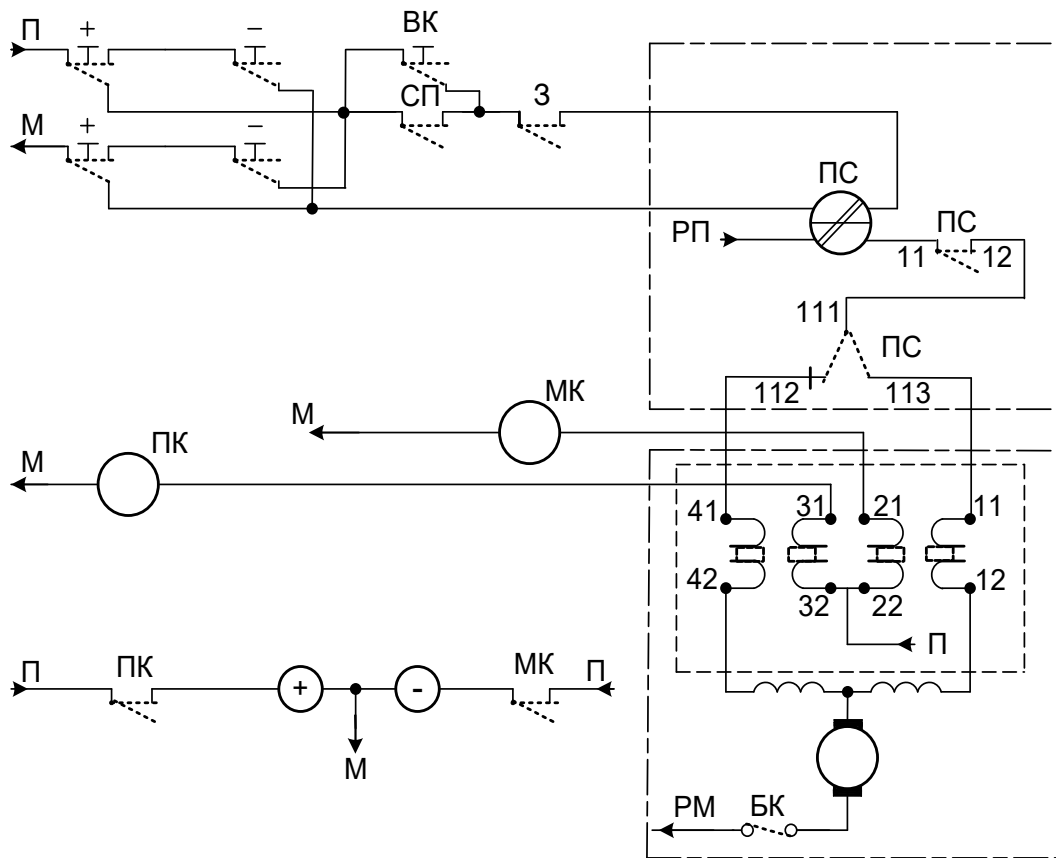 П + – ВК
СП З
М + –
ПС
РП ПС
11 12
111
ПС
112 113
М МК
М ПК
41 31 21 11
42 32 22 12
П
П ПК + - МК П
М
РМ БК